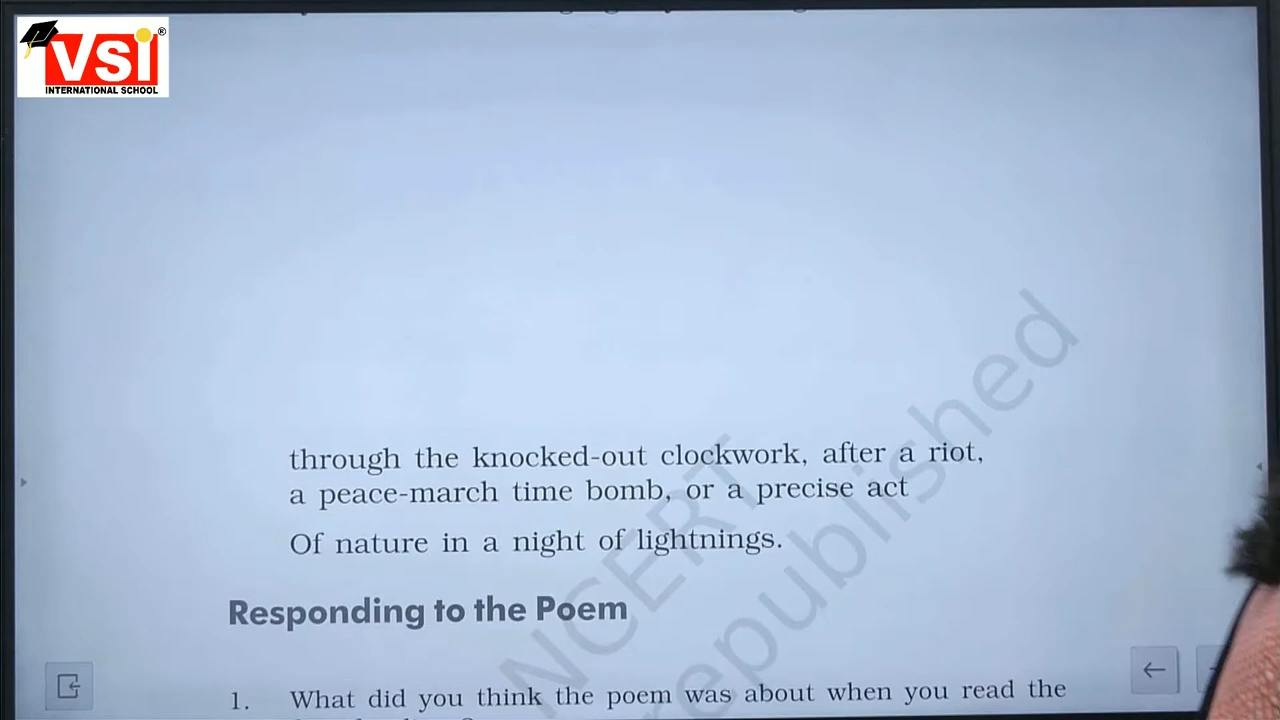 VSi®
INTERNATIONAL SCHOOL
through the knocked-out clockwork, after a riot,
a peace-march time bomb, or a precise act
Of nature in a night of lightnings.
Responding to the Poem
1. What did you think the poem was about when you read the
NCERT
republished